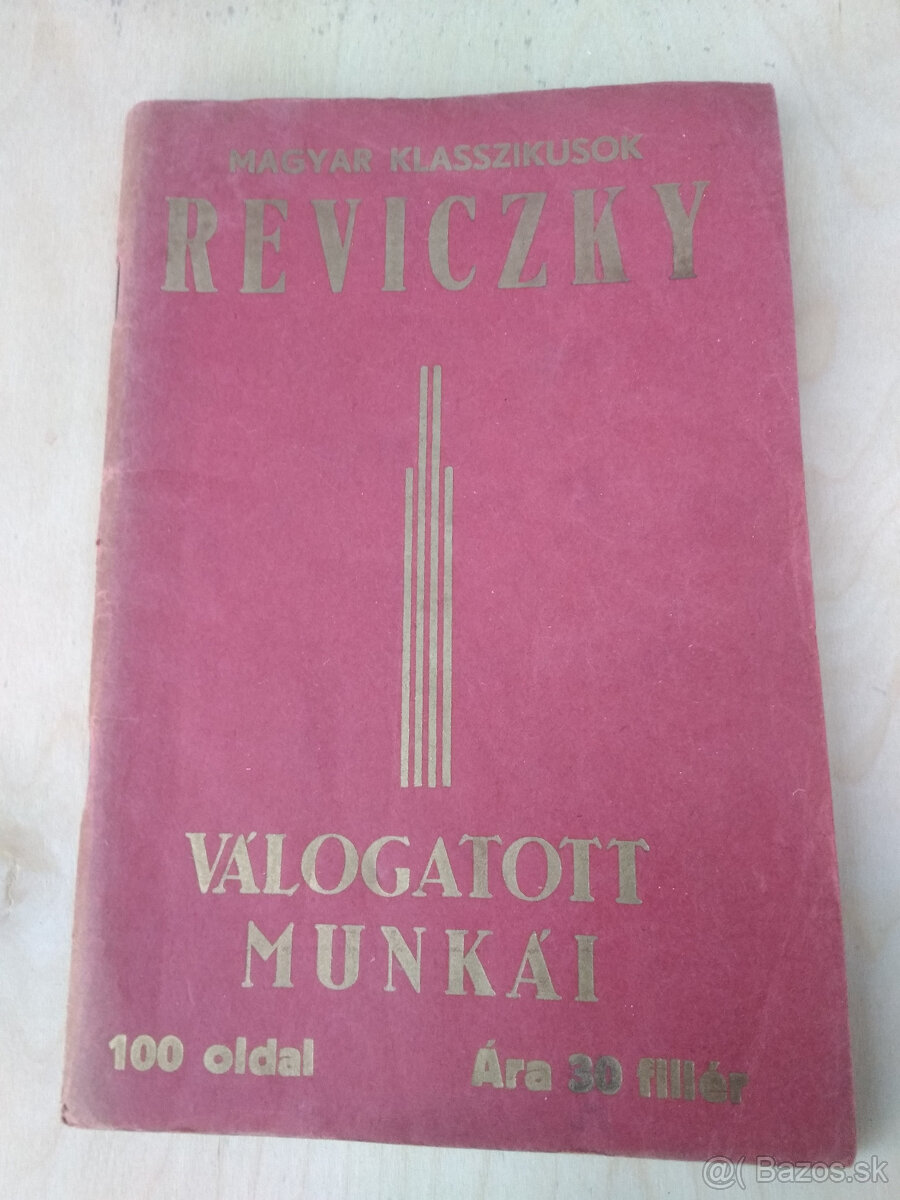 MAGYAR KLASSZIKUSOK
REVICZKY
VÁLOGATOTT
MUNKÁI
100 oldal Ára 30 fillér
@( Bazos.sk